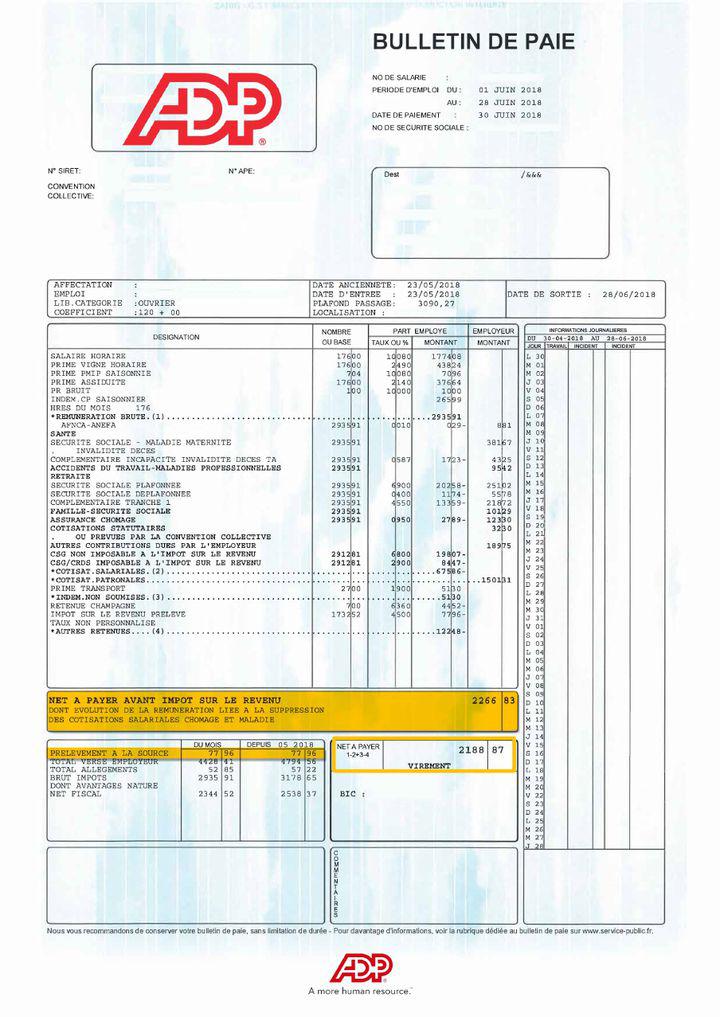 BULLETIN DE PAIE
ADP
®
NO DE SALARIE :
PERIODE D'EMPLOI DU : 01 JUIN 2018
AU : 28 JUIN 2018
DATE DE PAIEMENT : 30 JUIN 2018
NO DE SECURITE SOCIALE :
N° SIRET: N° APE:
CONVENTION
COLLECTIVE:
Dest /&&&
AFFECTATION : DATE ANCIENNETE: 23/05/2018
EMPLOI : DATE D'ENTREE : 23/05/2018 DATE DE SORTIE : 28/06/2018
LIB.CATEGORIE :OUVRIER PLAFOND PASSAGE: 3090,27
COEFFICIENT :120 + 00 LOCALISATION :
DESIGNATION NOMBRE OU BASE PART EMPLOYE TAUX OU % MONTANT EMPLOYEUR MONTANT
SALAIRE HORAIRE 17600 10080 177408
PRIME VIGNE HORAIRE 17600 2490 43824
PRIME PMIP SAISONNIE 704 10080 7096
PRIME ASSIDUITE 17600 2140 37664
PR BRUIT 100 10000 1000
INDEM.CP SAISONNIER 26599
HRES DU MOIS 176
*REMUNERATION BRUTE.(1) 293591
AFNCA-ANEFA 293591 0010 029- 881
SANTE
SECURITE SOCIALE - MALADIE MATERNITE 293591 38167
. INVALIDITE DECES
COMPLEMENTAIRE INCAPACITE INVALIDITE DECES TA 293591 0587 1723- 4325
ACCIDENTS DU TRAVAIL-MALADIES PROFESSIONNELLES 293591 9542
RETRAITE
SECURITE SOCIALE PLAFONNEE 293591 6900 20258- 25102
SECURITE SOCIALE DEPLAFONNEE 293591 0400 1174- 5578
COMPLEMENTAIRE TRANCHE 1 293591 4550 13359- 21872
FAMILLE-SECURITE SOCIALE 293591 10129
ASSURANCE CHOMAGE 293591 0950 2789- 12330
COTISATIONS STATUTAIRES 3230
. OU PREVUES PAR LA CONVENTION COLLECTIVE
AUTRES CONTRIBUTIONS DUES PAR L'EMPLOYEUR 18975
CSG NON IMPOSABLE A L'IMPOT SUR LE REVENU 291281 6800 19807-
CSG/CRDS IMPOSABLE A L'IMPOT SUR LE REVENU 291281 2900 8447-
*COTISAT.SALARIALES.(2) 67586-
*COTISAT.PATRONALES. 150131
PRIME TRANSPORT 2700 1900 5130
*INDEM.NON SOUMISES.(3) 5130
RETENUE CHAMPAGNE 700 6360 4452-
IMPOT SUR LE REVENU PRELEVE 173252 4500 7796-
TAUX NON PERSONNALISE
*AUTRES RETENUES....(4) 12248-
INFORMATIONS JOURNALIERES
DU 30-04-2018 AU 28-06-2018
JOUR TRAVAIL INCIDENT INCIDENT
L 30
M 01
M 02
J 03
V 04
S 05
D 06
L 07
M 08
M 09
J 10
V 11
S 12
D 13
L 14
M 15
M 16
J 17
V 18
S 19
D 20
L 21
M 22
M 23
J 24
V 25
S 26
D 27
L 28
M 29
M 30
J 31
V 01
S 02
D 03
L 04
M 05
M 06
J 07
V 08
S 09
D 10
L 11
M 12
M 13
J 14
V 15
S 16
D 17
L 18
M 19
M 20
V 22
S 23
D 24
L 25
M 26
M 27
J 28
NET A PAYER AVANT IMPOT SUR LE REVENU 2266 83
DONT EVOLUTION DE LA REMUNERATION LIEE A LA SUPPRESSION
DES COTISATIONS SALARIALES CHOMAGE ET MALADIE
DU MOIS DEPUIS 05 2018
PRELEVEMENT A LA SOURCE 77 96 77 96
TOTAL VERSE EMPLOYEUR 4428 41 4794 56
TOTAL ALLEGEMENTS 52 85 57 22
BRUT IMPOTS 2935 91 3178 65
DONT AVANTAGES NATURE
NET FISCAL 2344 52 2538 37
NET A PAYER 2188 87
1-2+3-4
VIREMENT
BIC :
COMMENTAIRES
Nous vous recommandons de conserver votre bulletin de paie, sans limitation de durée - Pour davantage d'informations, voir la rubrique dédiée au bulletin de paie sur www.service-public.fr.
ADP
A more human resource.